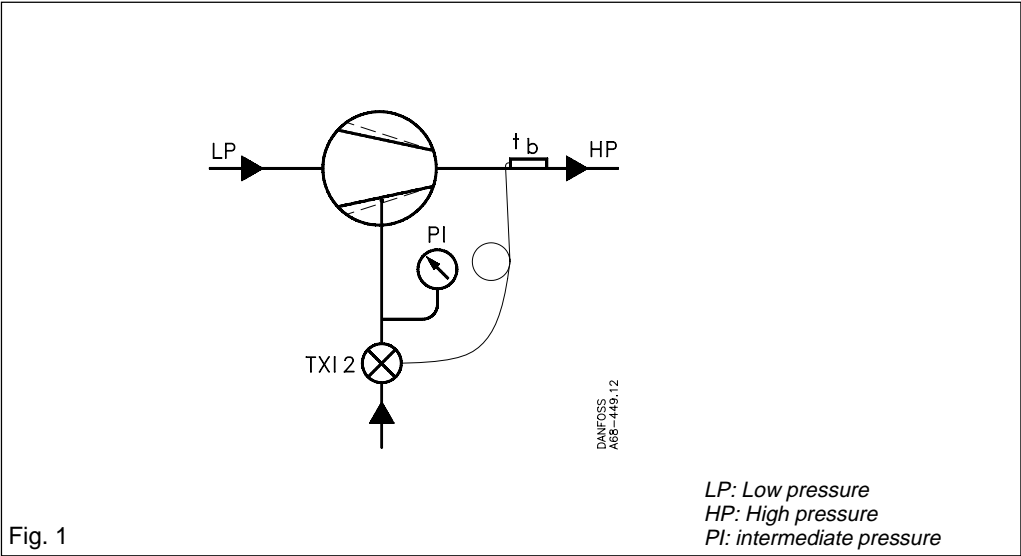 LP
t b
HP
PI
TXI 2
DANFOSS
A68-449.12
LP: Low pressure
HP: High pressure
PI: intermediate pressure
Fig. 1